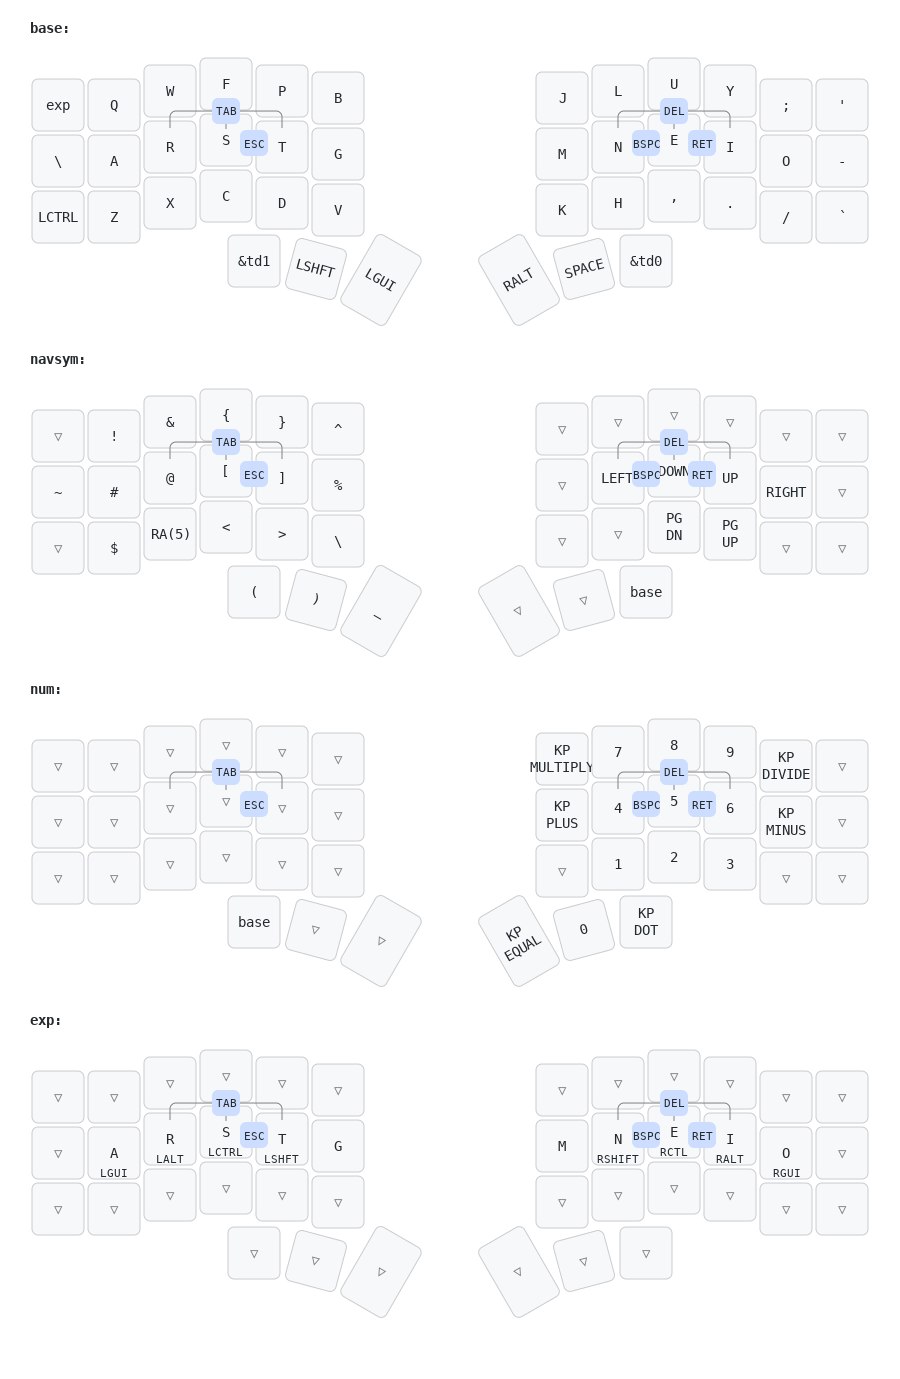 base:
exp Q W F P B J L U Y ; '
TAB DEL
\ A R S ESC T G M N BSPC E RET I O -
LCTRL Z X C D V K H , . / `
&td1 LSHFT LGUI RALT SPACE &td0
navsym:
▽ ! & { } ^ ▽ ▽ ▽ ▽ ▽ ▽
TAB DEL
~ # @ [ ESC ] % ▽ LEFT BSPC DOWN RET UP RIGHT ▽
▽ $ RA(5) < > \ ▽ ▽ PG DN PG UP ▽ ▽
( ) _ ▽ ▽ base
num:
▽ ▽ ▽ ▽ ▽ ▽ KP MULTIPLY 7 8 9 KP DIVIDE ▽
TAB DEL
▽ ▽ ▽ ▽ ESC ▽ ▽ KP PLUS 4 BSPC 5 RET 6 KP MINUS ▽
▽ ▽ ▽ ▽ ▽ ▽ ▽ 1 2 3 ▽ ▽
base ▽ ▽ KP EQUAL 0 KP DOT
exp:
▽ ▽ ▽ ▽ ▽ ▽ ▽ ▽ ▽ ▽ ▽ ▽
TAB DEL
▽ A R S ESC T G M N BSPC E RET I O ▽
LGUI LALT LCTRL LSHFT RSHIFT RCTL RALT RGUI
▽ ▽ ▽ ▽ ▽ ▽ ▽ ▽ ▽ ▽ ▽ ▽
▽ ▽ ▽ ▽ ▽ ▽